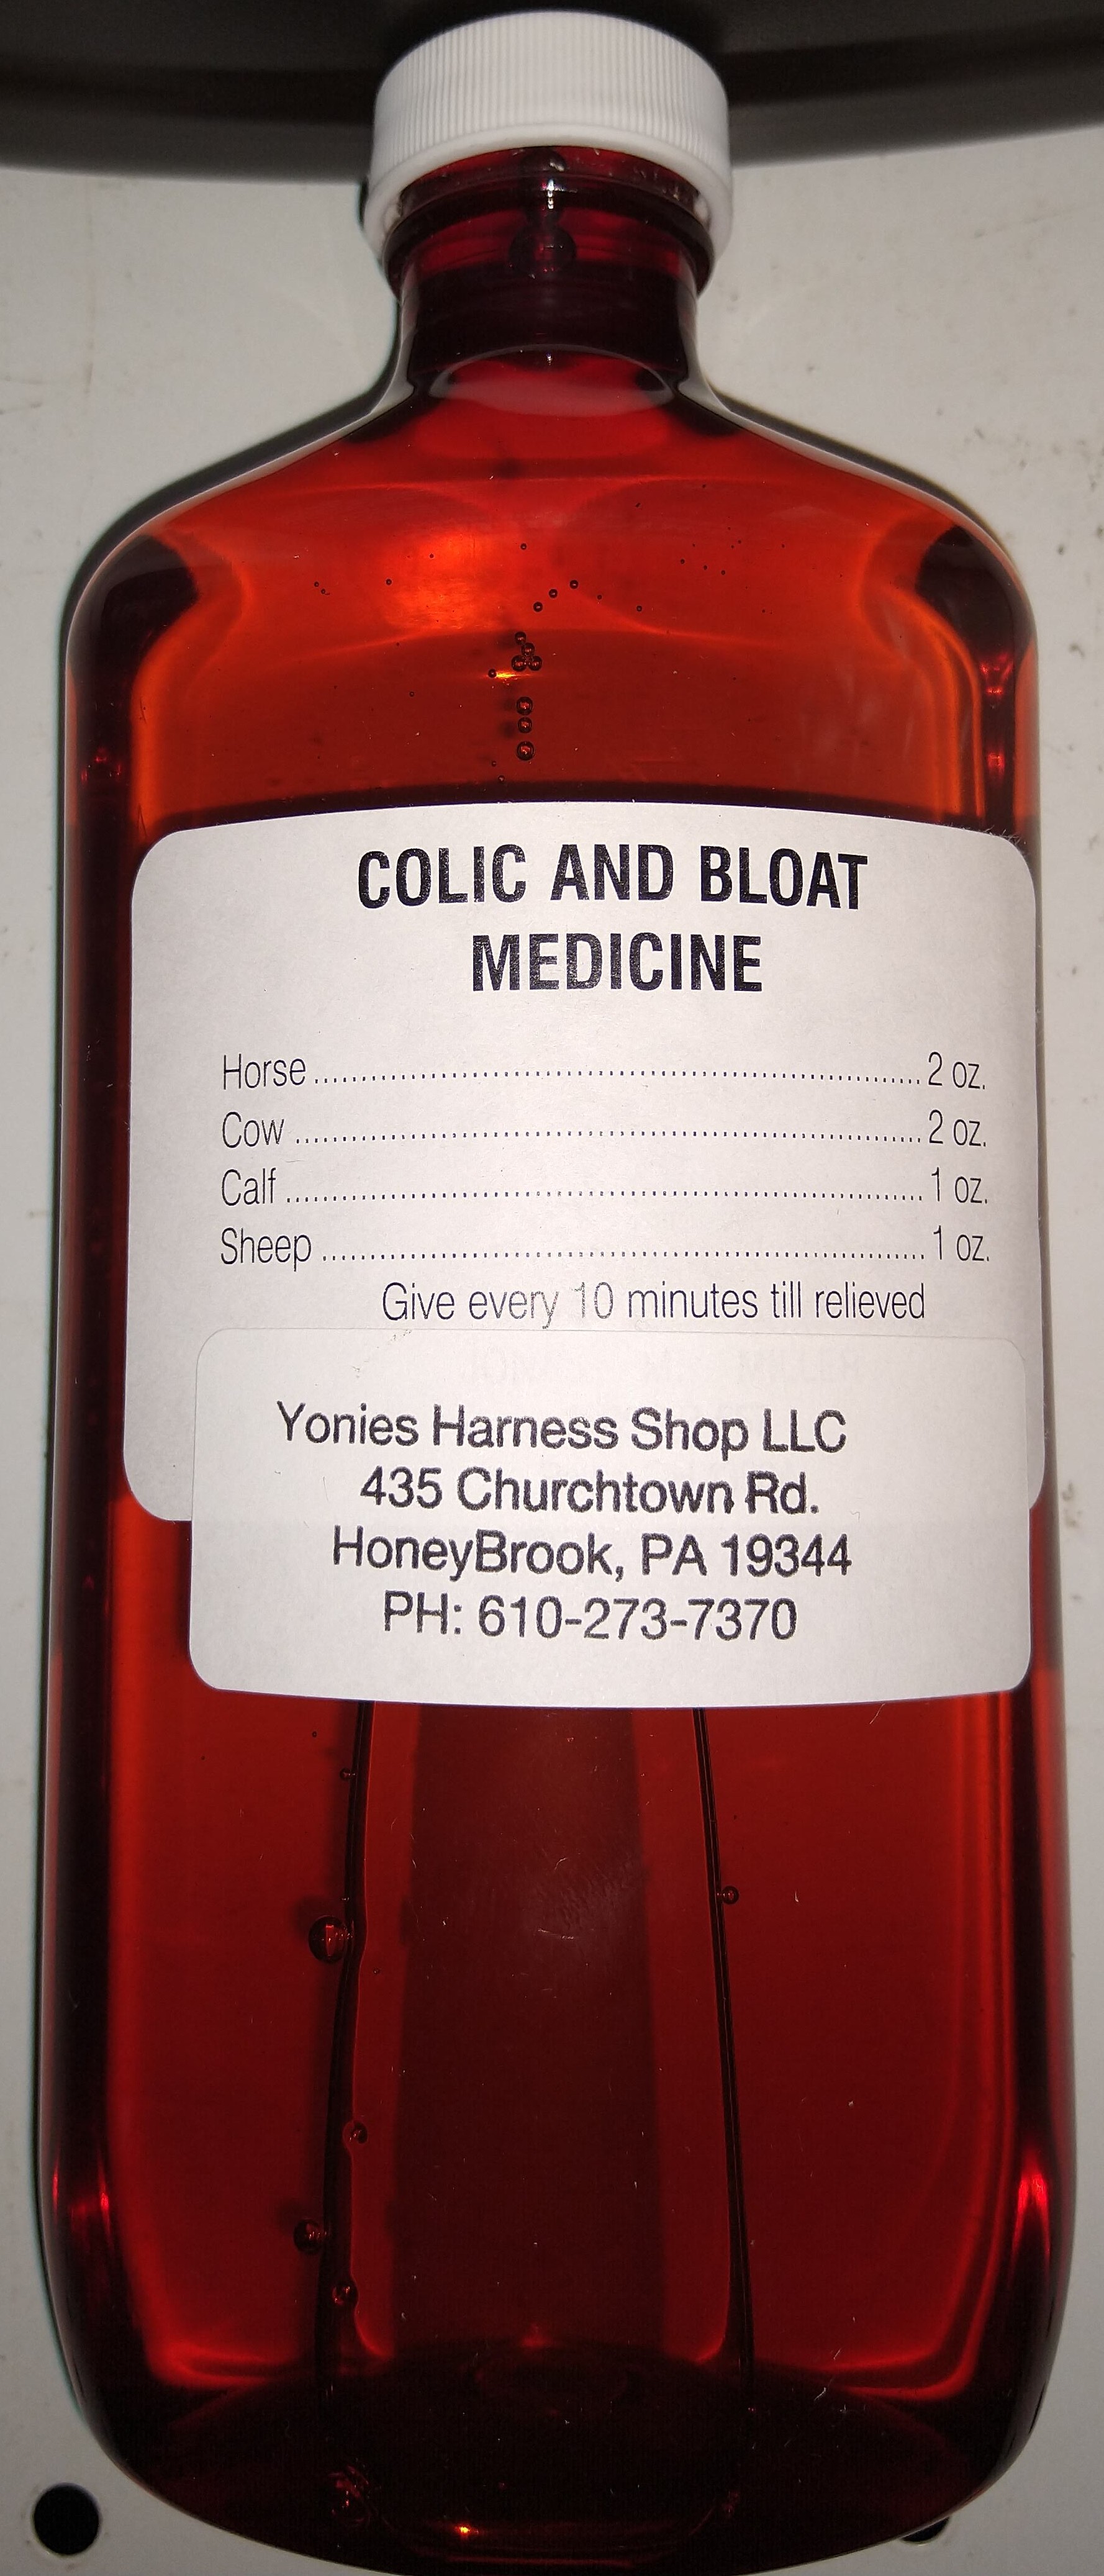 COLIC AND BLOAT
MEDICINE
Horse.......................................................................................2 oz.
Cow .........................................................................................2 oz.
Calf ..........................................................................................1 oz.
Sheep .....................................................................................1 oz.
Give every 10 minutes till relieved
Yonies Harness Shop LLC
435 Churchtown Rd.
HoneyBrook, PA 19344
PH: 610-273-7370